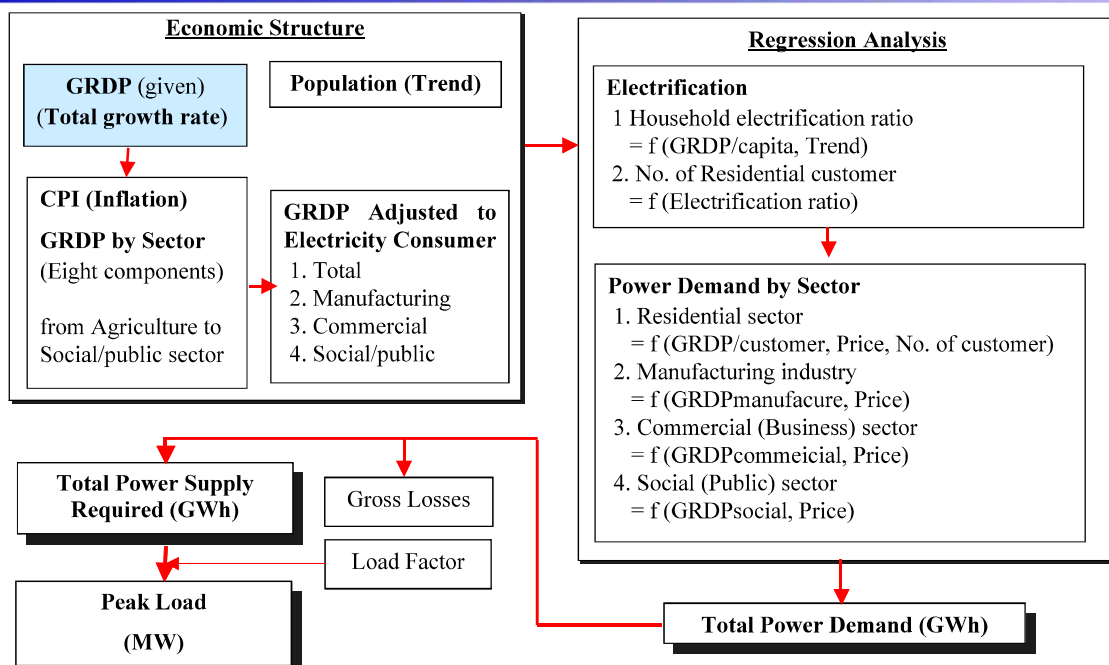 Economic Structure
GRDP (given)
(Total growth rate)
Population (Trend)
CPI (Inflation)
GRDP by Sector
(Eight components)
from Agriculture to
Social/public sector
GRDP Adjusted to
Electricity Consumer
1. Total
2. Manufacturing
3. Commercial
4. Social/public
Regression Analysis
Electrification
1 Household electrification ratio
= f (GRDP/capita, Trend)
2. No. of Residential customer
= f (Electrification ratio)
Power Demand by Sector
1. Residential sector
= f (GRDP/customer, Price, No. of customer)
2. Manufacturing industry
= f (GRDPmanufacure, Price)
3. Commercial (Business) sector
= f (GRDPcommeicial, Price)
4. Social (Public) sector
= f (GRDPsocial, Price)
Total Power Demand (GWh)
Total Power Supply
Required (GWh)
Gross Losses
Load Factor
Peak Load
(MW)